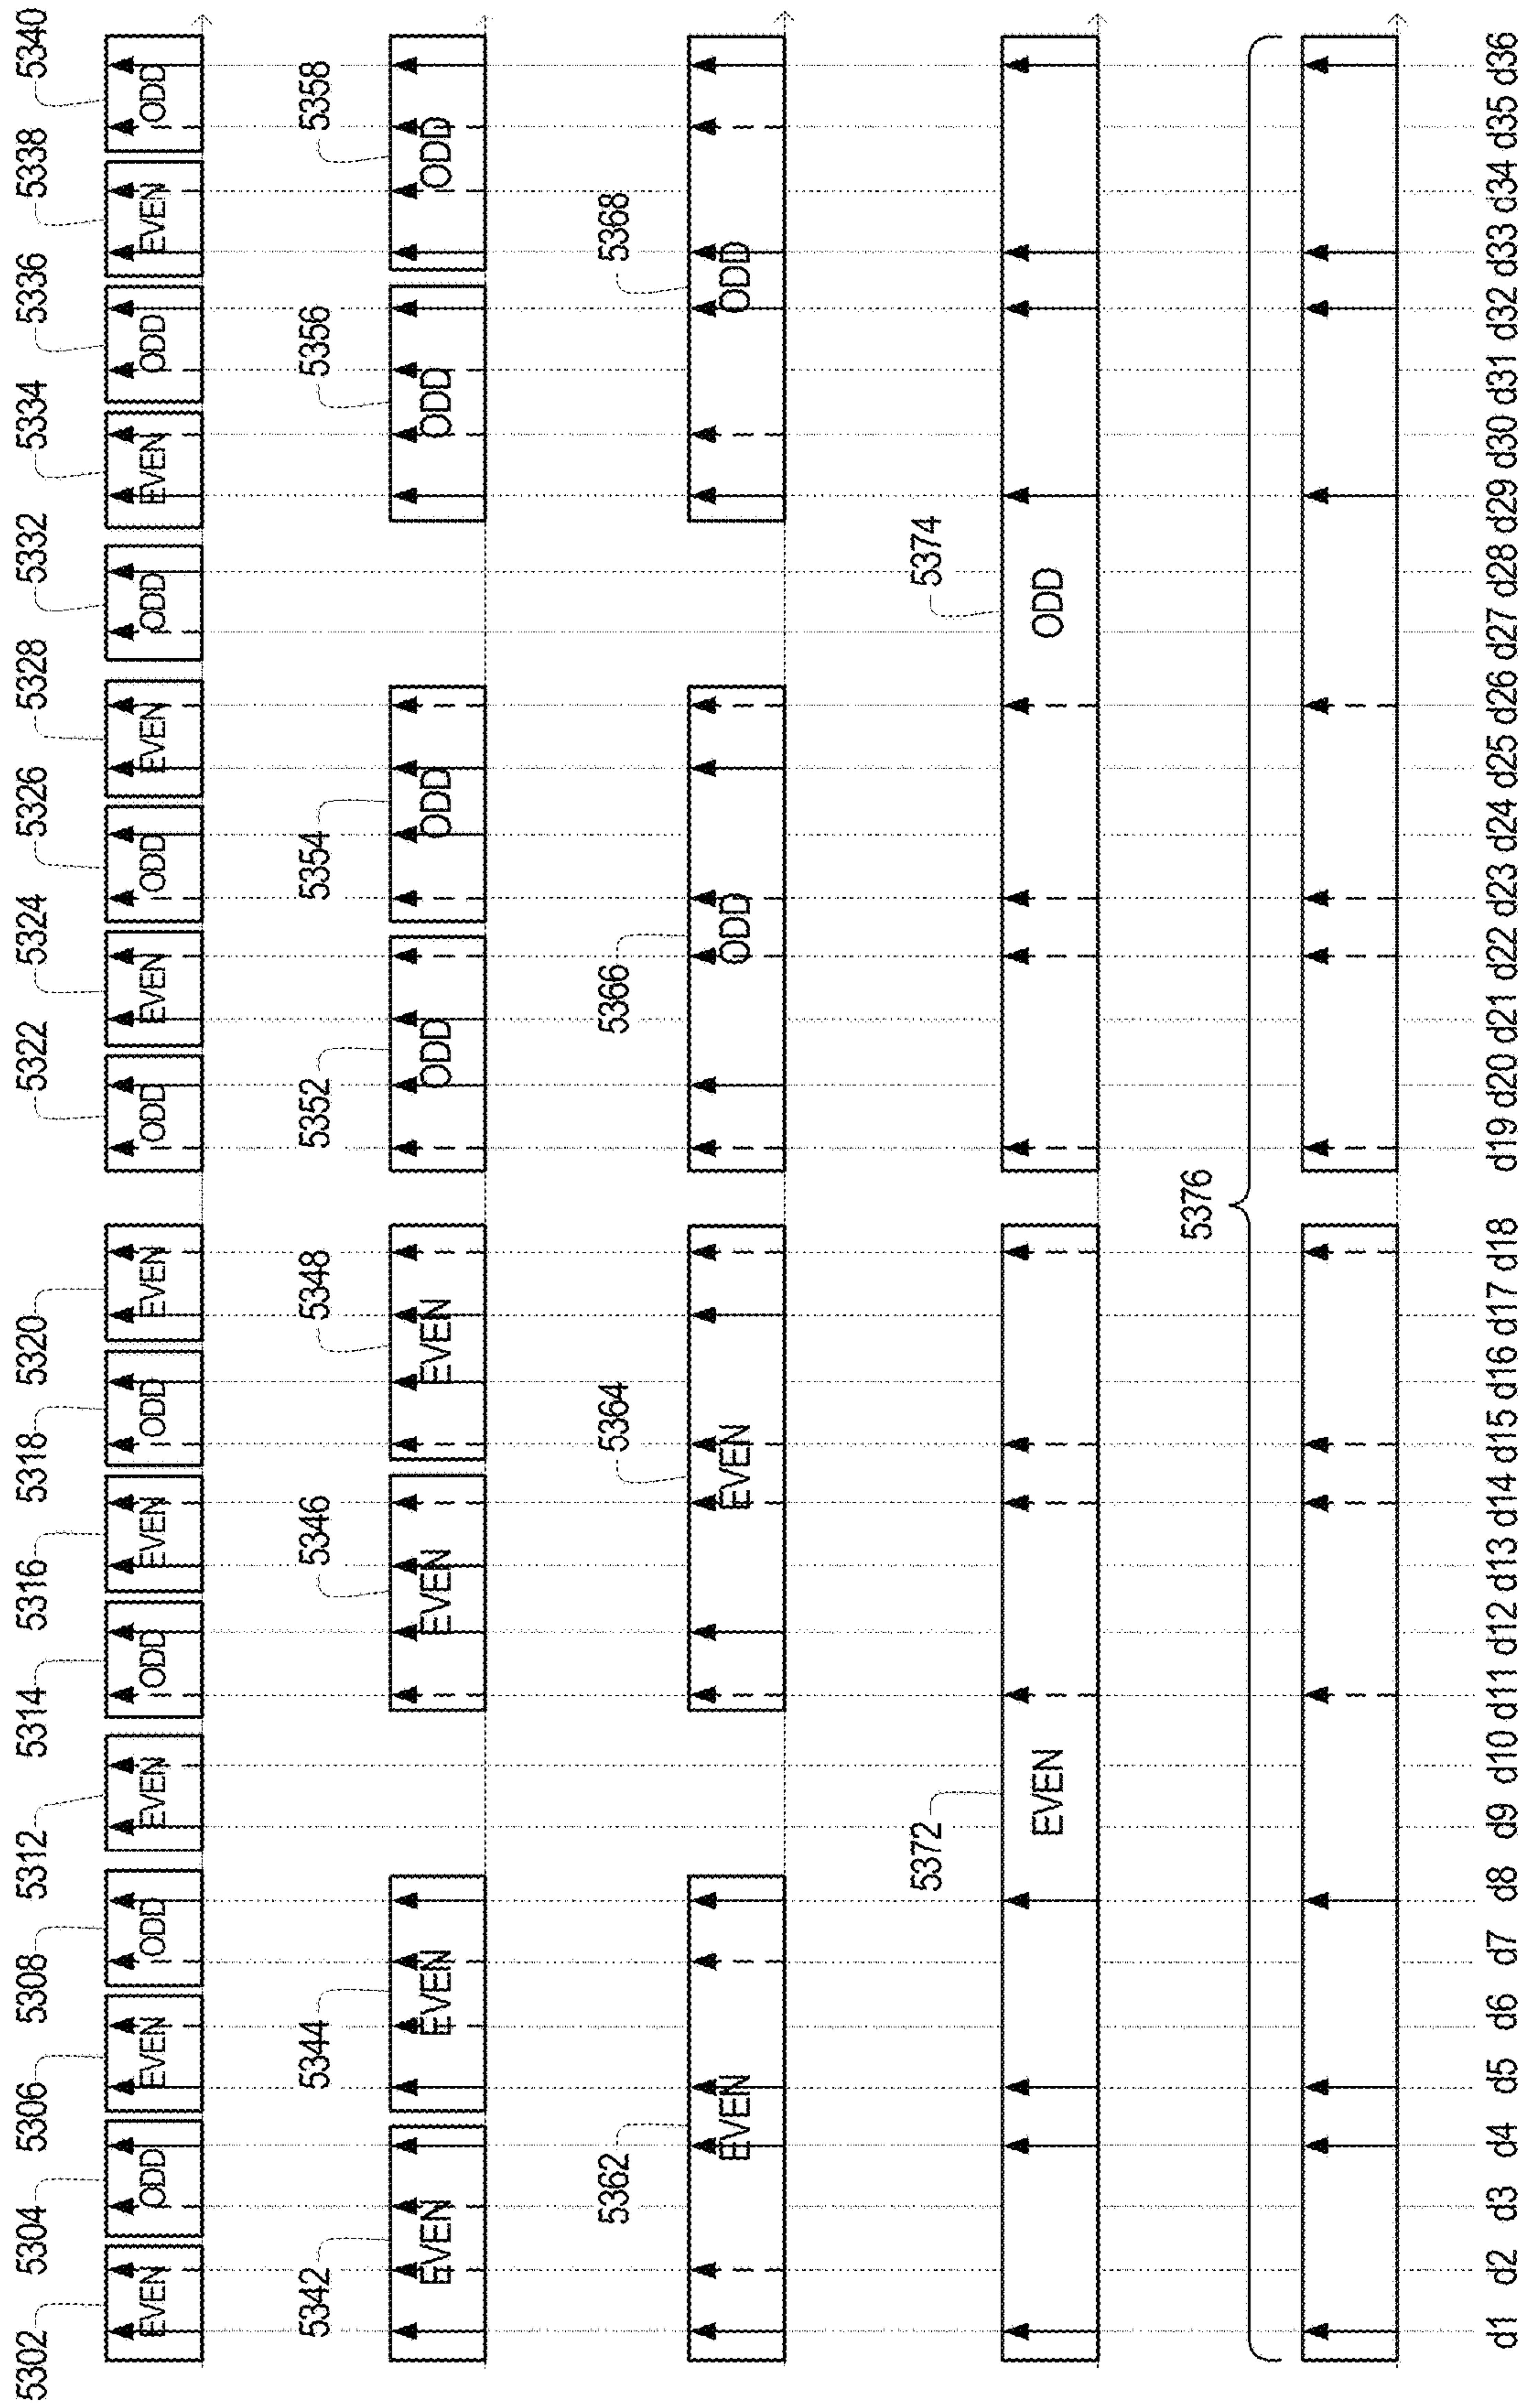 5302 5304 5306 5308 5312 5314 5316 5318 5320 5322 5324 5326 5328 5332 5334 5336 5338 5340
EVEN ODD EVEN ODD EVEN ODD EVEN ODD EVEN ODD EVEN ODD EVEN ODD EVEN ODD EVEN ODD
5342 5344 5346 5348 5352 5354 5356 5358
EVEN EVEN EVEN EVEN ODD ODD ODD ODD
5362 5364 5366 5368
EVEN EVEN ODD ODD
5372 5374
EVEN ODD
5376
d1 d2 d3 d4 d5 d6 d7 d8 d9 d10 d11 d12 d13 d14 d15 d16 d17 d18 d19 d20 d21 d22 d23 d24 d25 d26 d27 d28 d29 d30 d31 d32 d33 d34 d35 d36